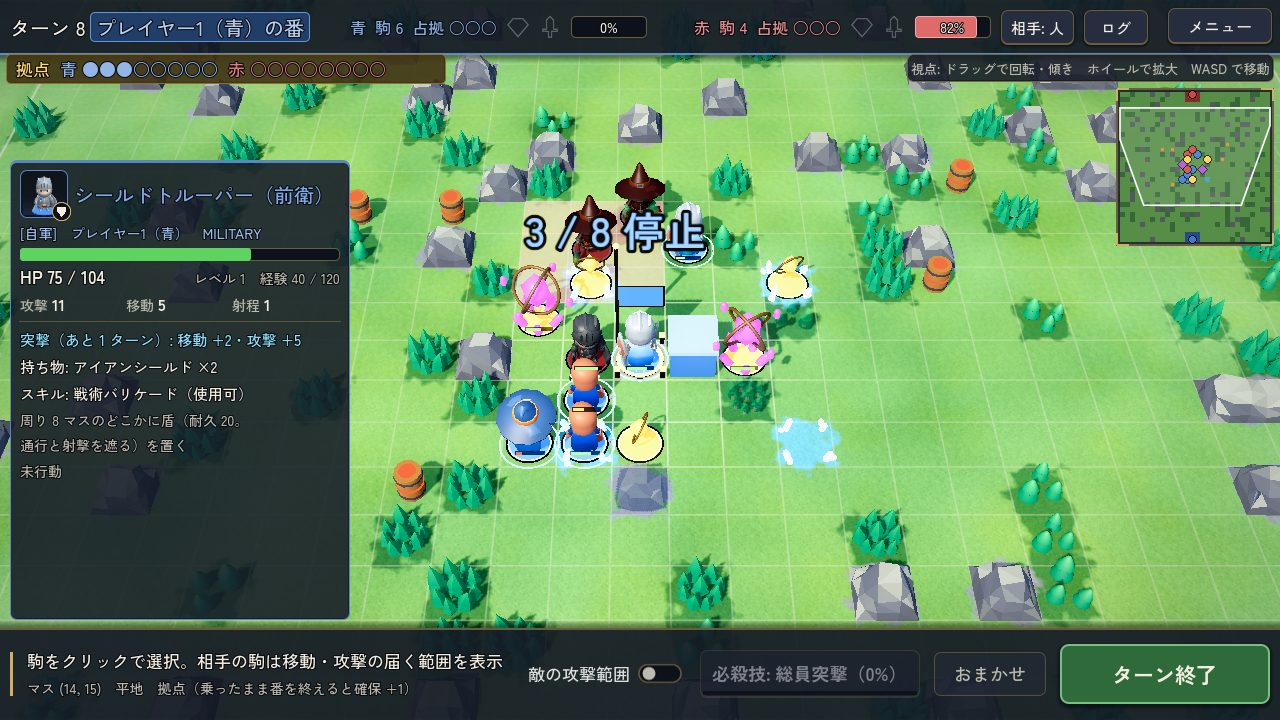 ターン 8 プレイヤー1（青）の番 青 駒 6 占拠 0% 赤 駒 4 占拠 82% 相手: 人 ログ メニュー
拠点 青 赤
視点: ドラッグで回転・傾き ホイールで拡大 WASD で移動
シールドトルーパー（前衛）
[自軍] プレイヤー1（青） MILITARY
HP 75 / 104 レベル 1 経験 40 / 120
攻撃 11 移動 5 射程 1
突撃（あと 1 ターン）: 移動 +2・攻撃 +5
持ち物: アイアンシールド ×2
スキル: 戦術バリケード（使用可）
周り 8 マスのどこかに盾（耐久 20。
通行と射撃を遮る）を置く
未行動
3 / 8 停止
駒をクリックで選択。相手の駒は移動・攻撃の届く範囲を表示
マス (14, 15) 平地 拠点（乗ったまま番を終えると確保 +1）
敵の攻撃範囲
必殺技: 総員突撃（0%）
おまかせ
ターン終了